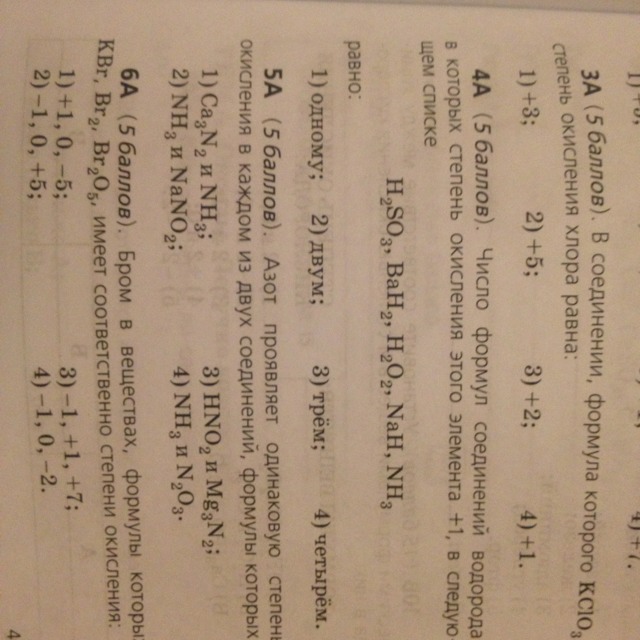 1) +3;
4) +7.
3А (5 баллов). В соединении, формула которого KClO₃
степень окисления хлора равна:
1) +3; 2) +5; 3) +2; 4) +1.
4А (5 баллов). Число формул соединений водорода
в которых степень окисления этого элемента +1, в следую
щем списке
H₂SO₃, BaH₂, H₂O₂, NaH, NH₃
равно:
1) одному; 2) двум; 3) трём; 4) четырём.
5А (5 баллов). Азот проявляет одинаковую степень
окисления в каждом из двух соединений, формулы которых
1) Ca₃N₂ и NH₃; 3) HNO₂ и Mg₃N₂;
2) NH₃ и NaNO₂; 4) NH₃ и N₂O₃.
6А (5 баллов). Бром в веществах, формулы которы
KBr, Br₂, Br₂O₅, имеет соответственно степени окисления:
1) +1, 0, −5; 3) −1, +1, +7;
2) −1, 0, +5; 4) −1, 0, −2.
4